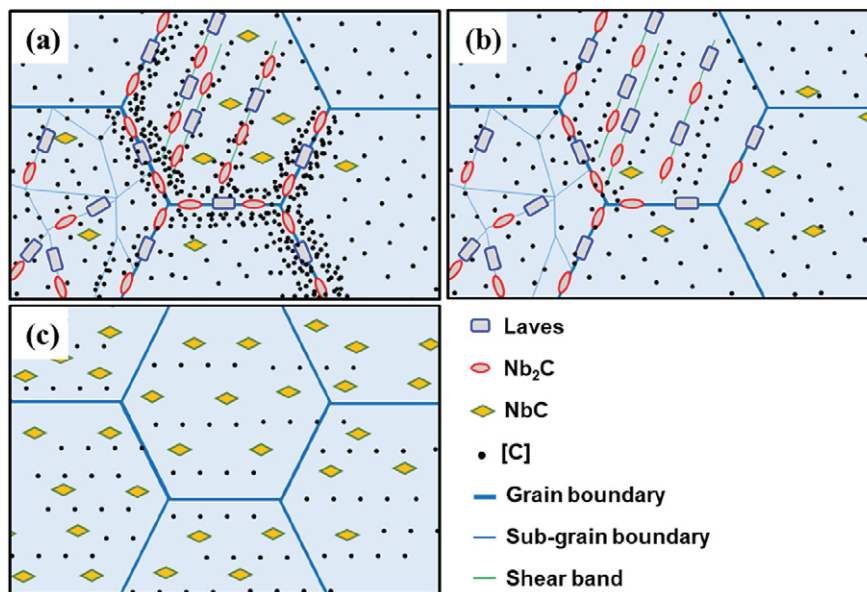 (a)
(b)
(c)
Laves
Nb₂C
NbC
[C]
Grain boundary
Sub-grain boundary
Shear band